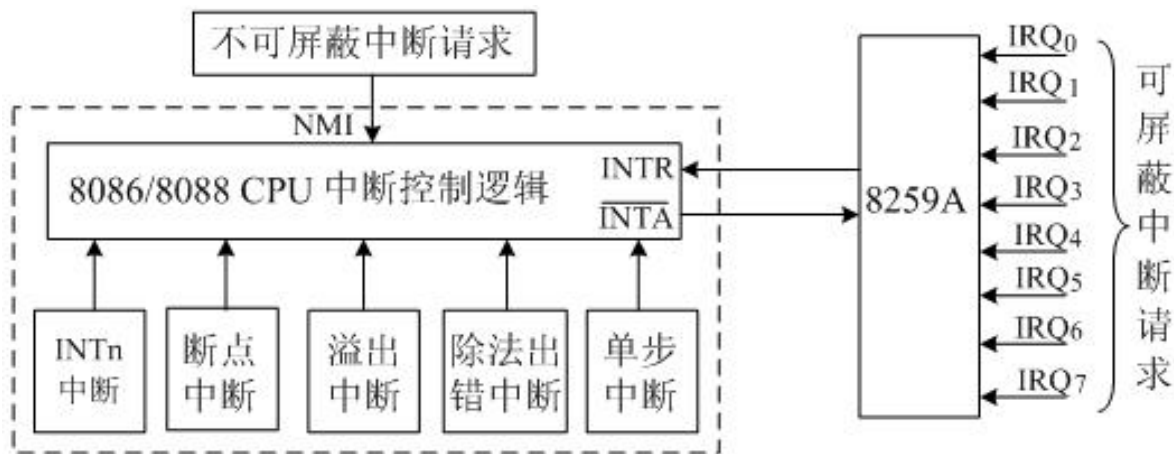 不可屏蔽中断请求
NMI
8086/8088 CPU 中断控制逻辑
INTR
INTA
INTn
中断
断点
中断
溢出
中断
除法出
错中断
单步
中断
8259A
IRQ0
IRQ1
IRQ2
IRQ3
IRQ4
IRQ5
IRQ6
IRQ7
可屏蔽中断请求